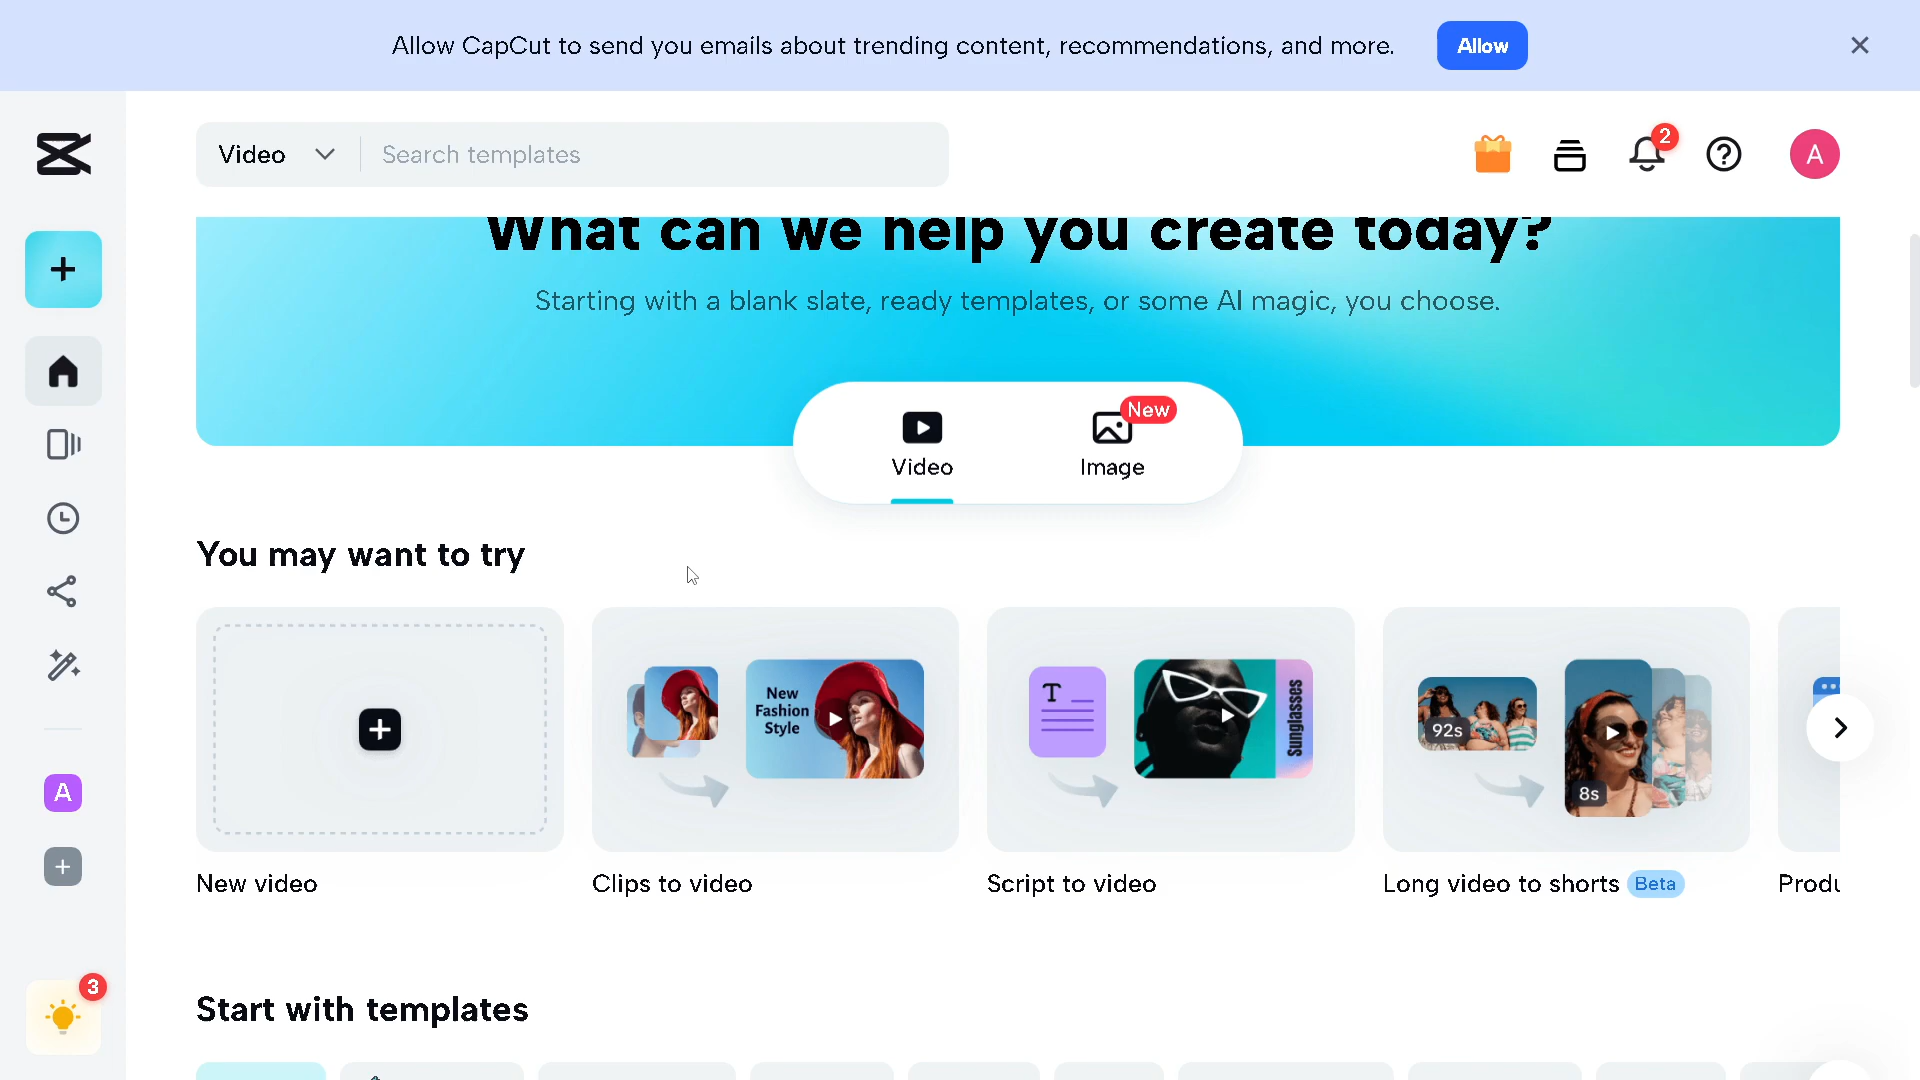 Allow CapCut to send you emails about trending content, recommendations, and more.
Allow
Video
Search templates
2
A
What can we help you create today?
Starting with a blank slate, ready templates, or some AI magic, you choose.
New
Video
Image
You may want to try
New
Fashion
Style
T
Sunglasses
92s
8s
A
New video
Clips to video
Script to video
Long video to shorts
Beta
Produ
3
Start with templates